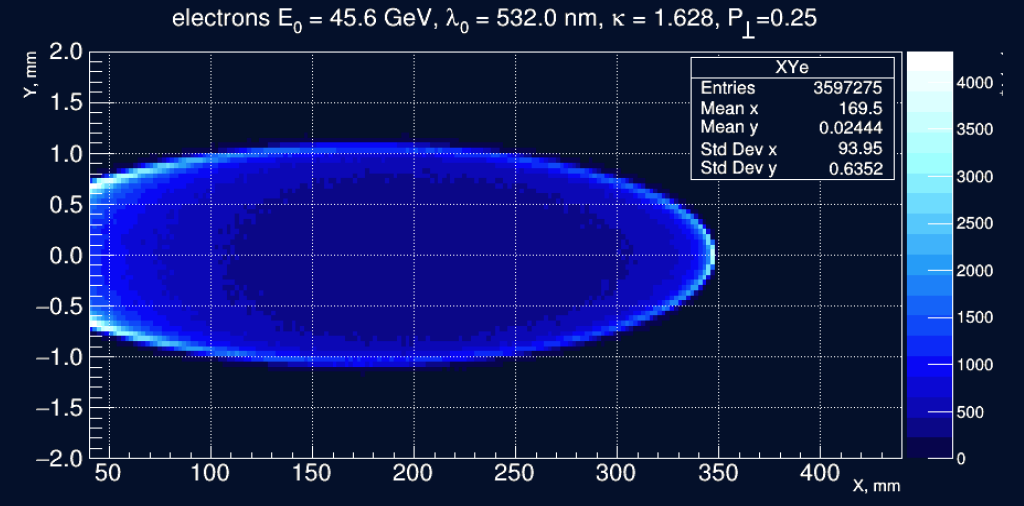 electrons E₀ = 45.6 GeV, λ₀ = 532.0 nm, κ = 1.628, P⊥=0.25
Y, mm
2.0
1.5
1.0
0.5
0.0
−0.5
−1.0
−1.5
−2.0
XYe
Entries 3597275
Mean x 169.5
Mean y 0.02444
Std Dev x 93.95
Std Dev y 0.6352
4000
3500
3000
2500
2000
1500
1000
500
0
50 100 150 200 250 300 350 400
X, mm